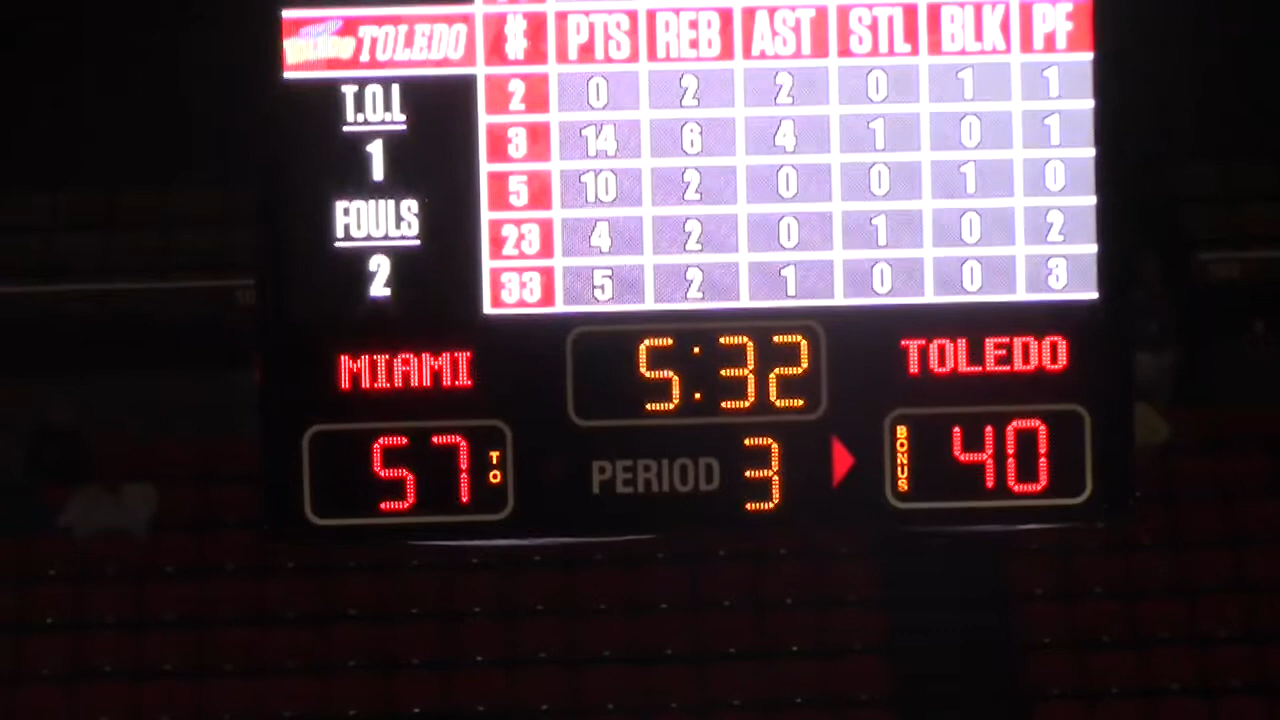 TOLEDO TOLEDO # PTS REB AST STL BLK PF
T.O.L 2 0 2 2 0 1 1
1 3 14 6 4 1 0 1
FOULS 5 10 2 0 0 1 0
2 23 4 2 0 1 0 2
33 5 2 1 0 0 3
MIAMI 5:32 TOLEDO
57 TO PERIOD 3 BONUS 40